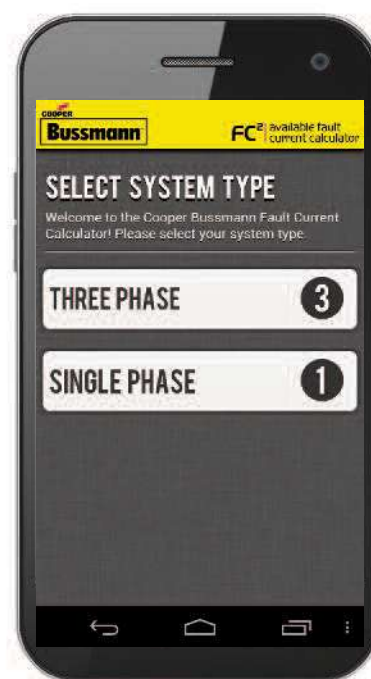 COOPER
Bussmann
FC² available fault
current calculator
SELECT SYSTEM TYPE
Welcome to the Cooper Bussmann Fault Current
Calculator! Please select your system type.
THREE PHASE 3
SINGLE PHASE 1